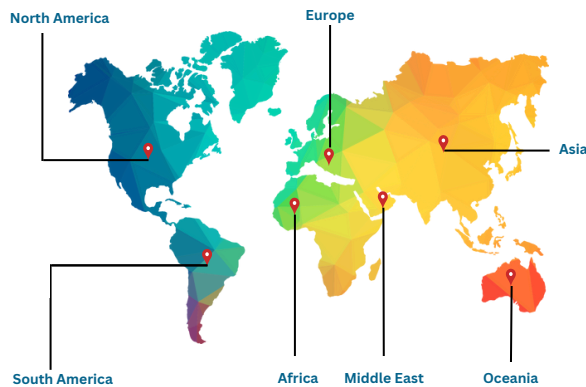 North America
Europe
Asia
South America
Africa
Middle East
Oceania